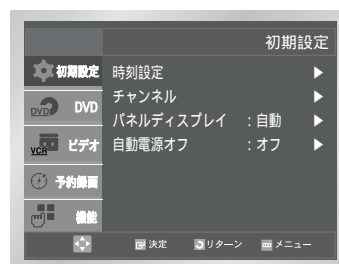 初期設定
初期設定
時刻設定 ▶
チャンネル ▶
パネルディスプレイ : 自動 ▶
自動電源オフ : オフ ▶
DVD DVD
VCR ビデオ
予約録画
機能
決定 リターン メニュー